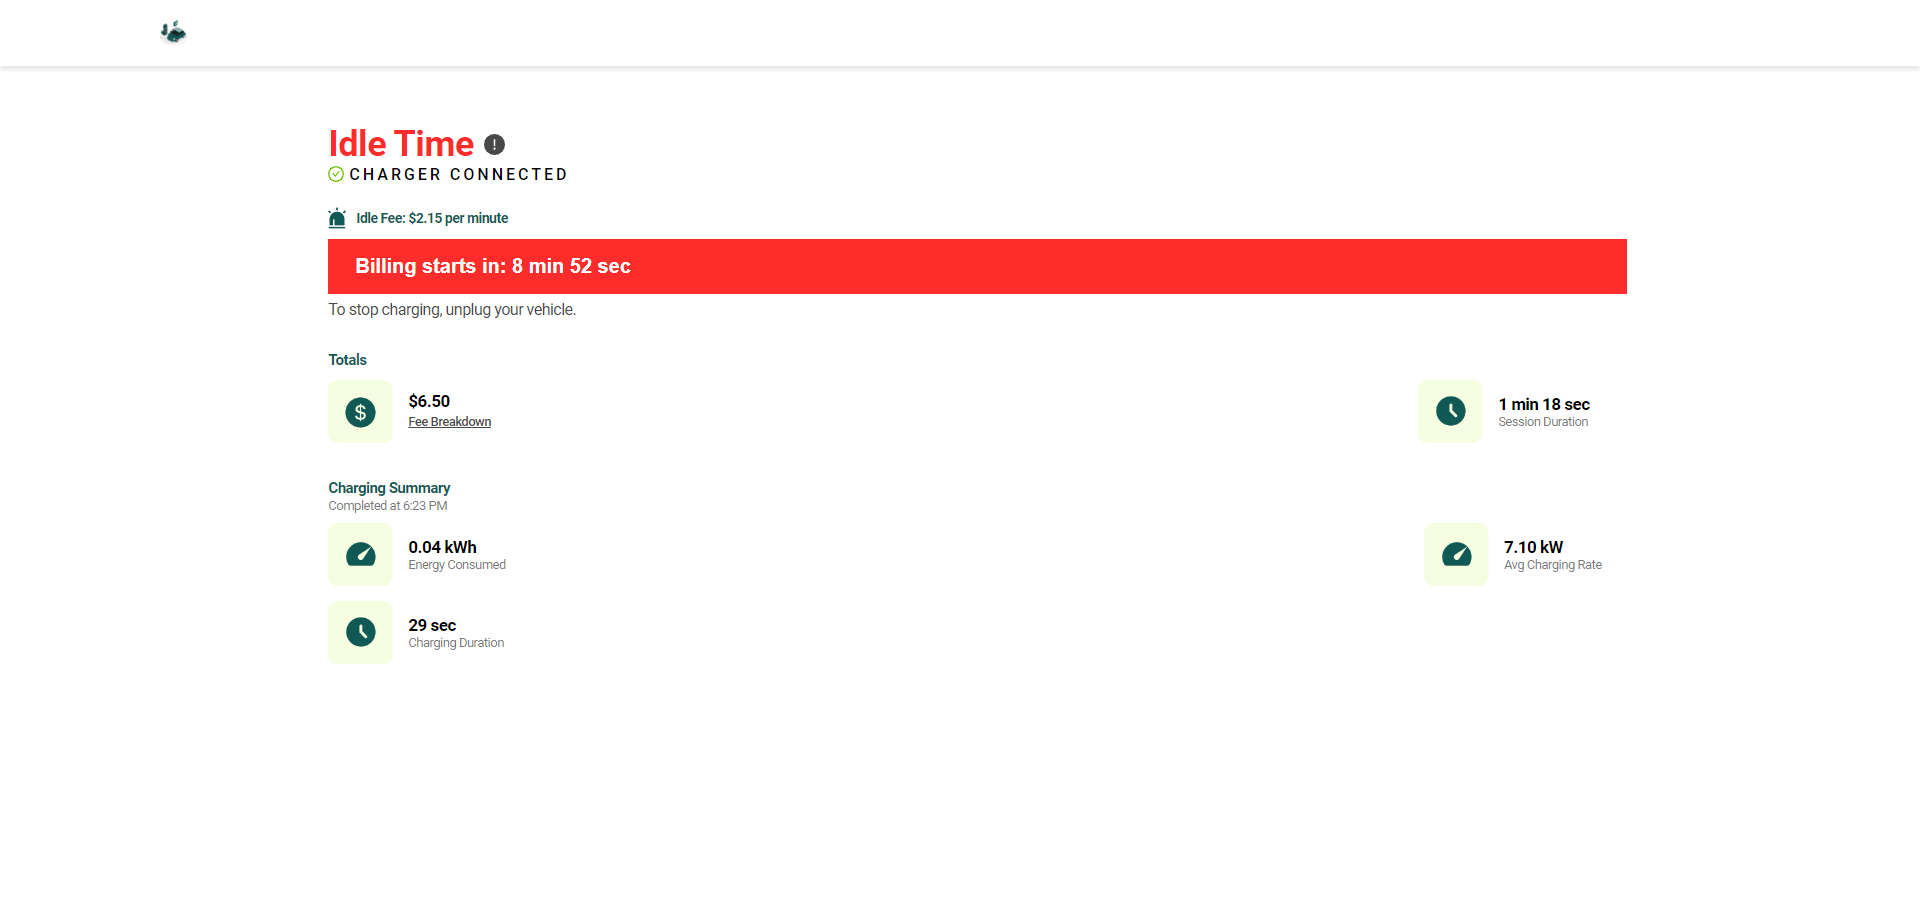 Idle Time
CHARGER CONNECTED
Idle Fee: $2.15 per minute
Billing starts in: 8 min 52 sec
To stop charging, unplug your vehicle.
Totals
$6.50
Fee Breakdown
1 min 18 sec
Session Duration
Charging Summary
Completed at 6:23 PM
0.04 kWh
Energy Consumed
7.10 kW
Avg Charging Rate
29 sec
Charging Duration